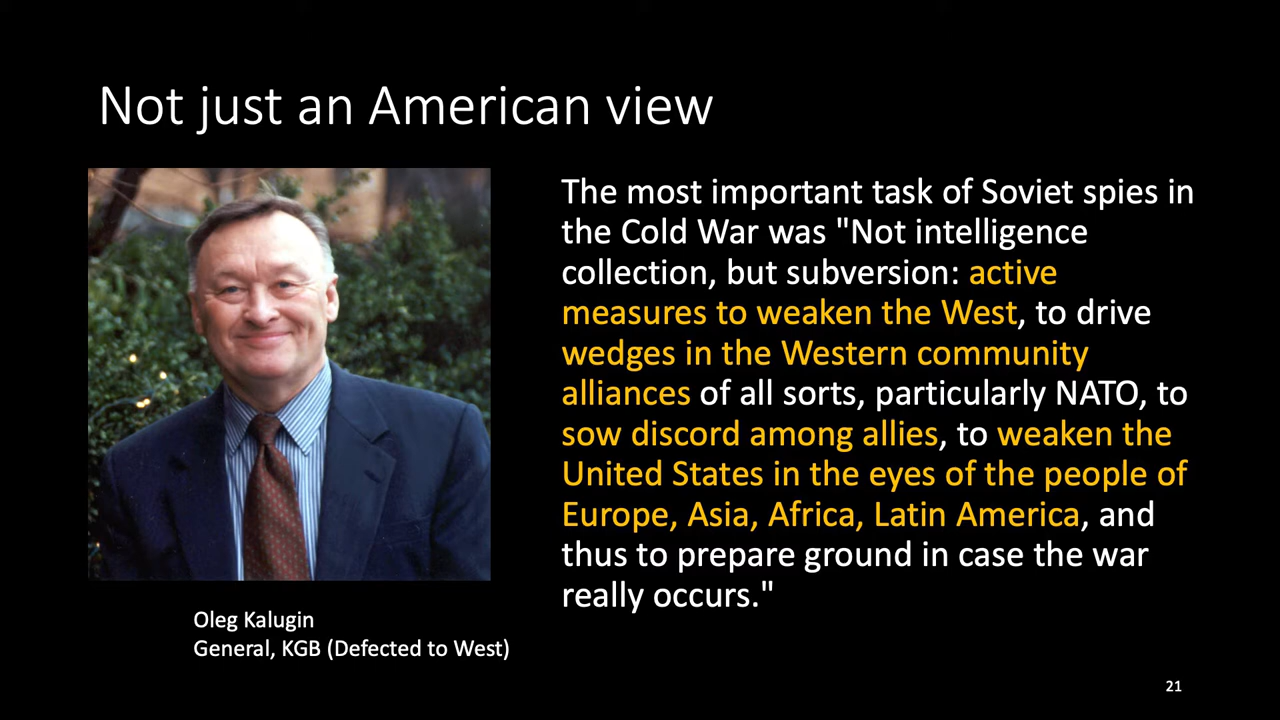 Not just an American view
The most important task of Soviet spies in
the Cold War was "Not intelligence
collection, but subversion: active
measures to weaken the West, to drive
wedges in the Western community
alliances of all sorts, particularly NATO, to
sow discord among allies, to weaken the
United States in the eyes of the people of
Europe, Asia, Africa, Latin America, and
thus to prepare ground in case the war
really occurs."
Oleg Kalugin
General, KGB (Defected to West)
21